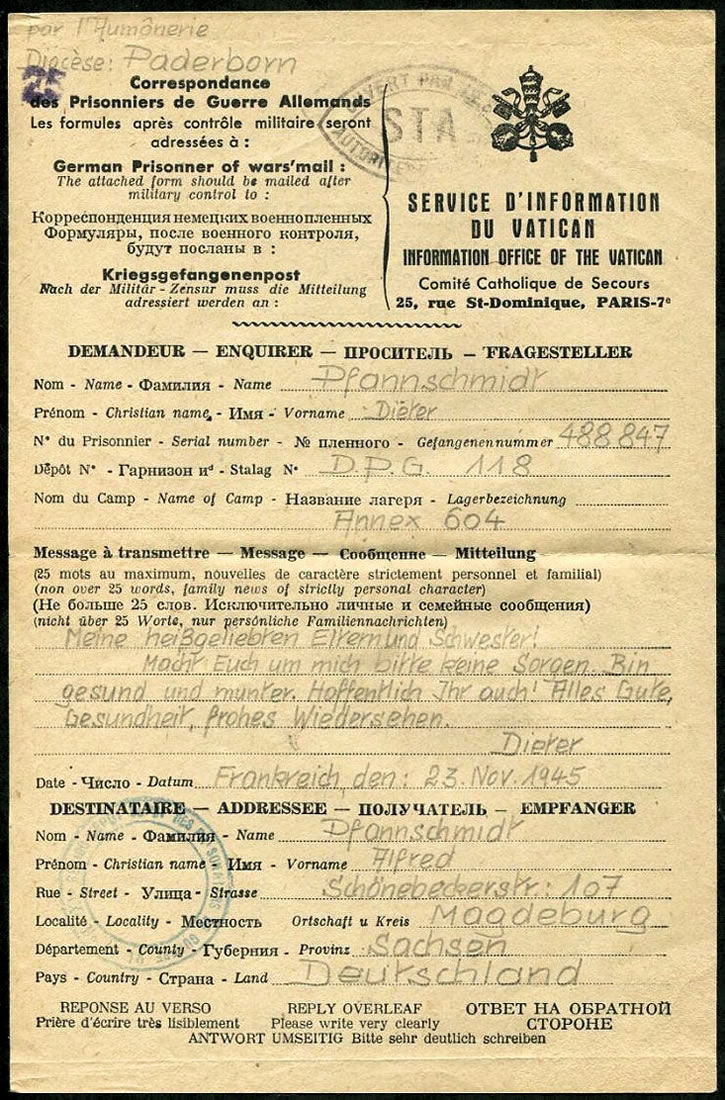 par l'Aumônerie
Diocèse: Paderborn
25
Correspondance
des Prisonniers de Guerre Allemands
Les formules après contrôle militaire seront
adressées à :
German Prisonner of wars'mail :
The attached form should be mailed after
military control to :
Корреспонденция немецких военнопленных
Формуляры, после военного контроля,
будут посланы в :
Kriegsgefangenenpost
Nach der Militär-Zensur muss die Mitteilung
adressiert werden an :
OUVERT PAR
STA
AUTORITE
SERVICE D'INFORMATION
DU VATICAN
INFORMATION OFFICE OF THE VATICAN
Comité Catholique de Secours
25, rue St-Dominique, PARIS-7e
DEMANDEUR — ENQUIRER — ПРОСИТЕЛЬ — FRAGESTELLER
Nom - Name - Фамилия - Name Pfannschmidt
Prénom - Christian name - Имя - Vorname Dieter
N° du Prisonnier - Serial number - № пленного - Gefangenennummer 488847
Dépôt N° - Гарнизон иd - Stalag N° D.P.G. 118
Nom du Camp - Name of Camp - Название лагеря - Lagerbezeichnung
Annex 604
Message à transmettre — Message — Сообщение — Mitteilung
(25 mots au maximum, nouvelles de caractère strictement personnel et familial)
(non over 25 words, family news of strictly personal character)
(Не больше 25 слов. Исключительно личные и семейные сообщения)
(nicht über 25 Worte, nur persönliche Familiennachrichten)
Meine heißgeliebten Eltern und Schwester!
Macht Euch um mich bitte keine Sorgen. Bin
gesund und munter. Hoffentlich Ihr auch! Alles Gute,
Gesundheit, frohes Wiedersehen.
Dieter
Date - Число - Datum Frankreich, den: 23. Nov. 1945
DESTINATAIRE — ADDRESSEE — ПОЛУЧАТЕЛЬ — EMPFANGER
Nom - Name - Фамилия - Name Pfannschmidt
Prénom - Christian name - Имя - Vorname Alfred
Rue - Street - Улица - Strasse Schönebeckerstr: 107
Localité - Locality - Местность Ortschaft u Kreis Magdeburg
Département - County - Губерния - Provinz Sachsen
Pays - Country - Страна - Land Deutschland
REPONSE AU VERSO REPLY OVERLEAF ОТВЕТ НА ОБРАТНОЙ
Prière d'écrire très lisiblement Please write very clearly СТОРОНЕ
ANTWORT UMSEITIG Bitte sehr deutlich schreiben